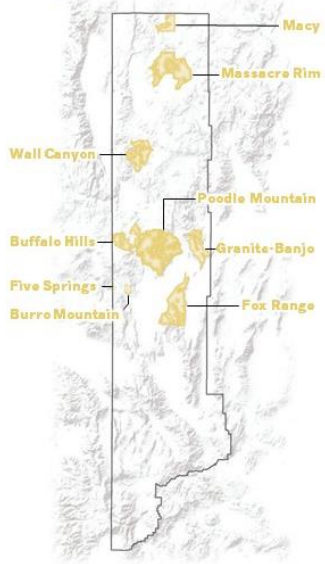 Macy
Massacre Rim
Wall Canyon
Poodle Mountain
Buffalo Hills
Granite-Banjo
Five Springs
Fox Range
Burro Mountain